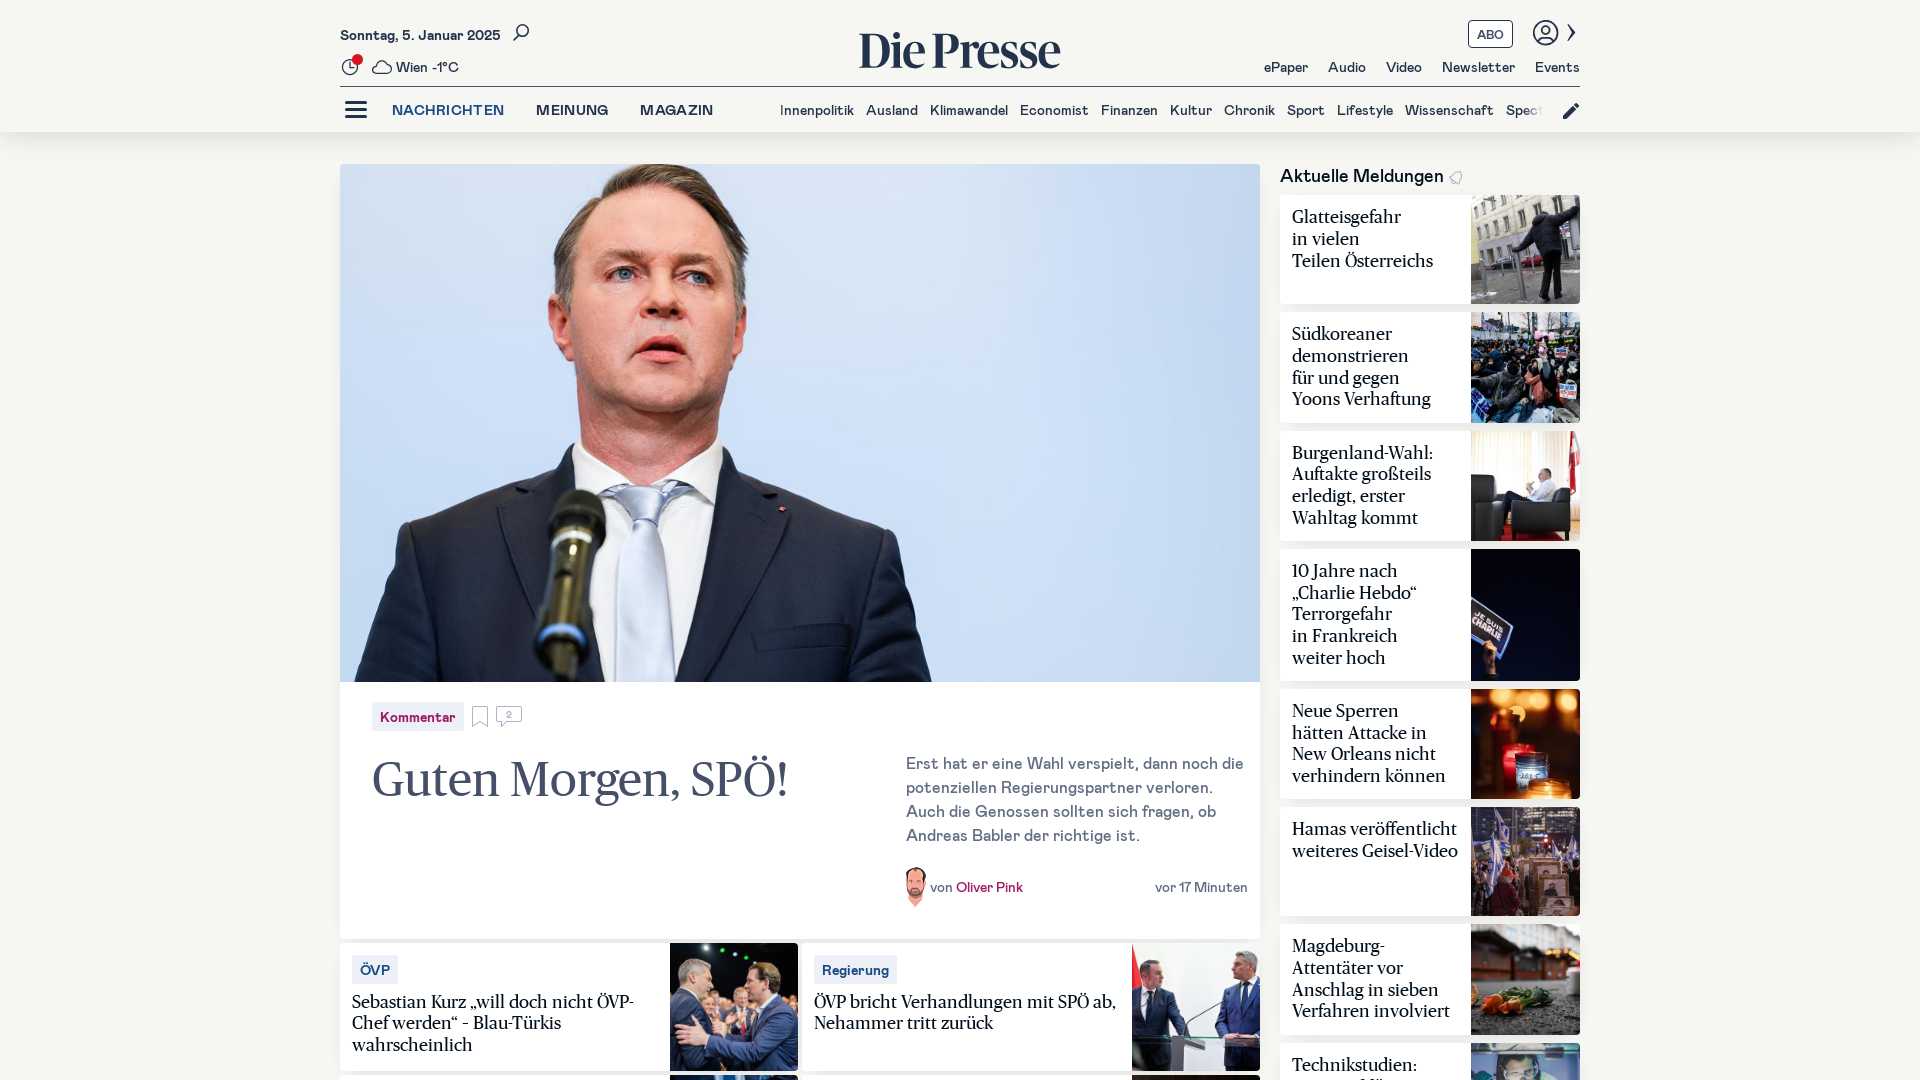 Sonntag, 5. Januar 2025
Wien -1°C
Die Presse
ABO
ePaper Audio Video Newsletter Events
NACHRICHTEN MEINUNG MAGAZIN
Innenpolitik Ausland Klimawandel Economist Finanzen Kultur Chronik Sport Lifestyle Wissenschaft Spect
Kommentar
2
Guten Morgen, SPÖ!
Erst hat er eine Wahl verspielt, dann noch die
potenziellen Regierungspartner verloren.
Auch die Genossen sollten sich fragen, ob
Andreas Babler der richtige ist.
von Oliver Pink
vor 17 Minuten
ÖVP
Sebastian Kurz „will doch nicht ÖVP-
Chef werden“ – Blau-Türkis
wahrscheinlich
Regierung
ÖVP bricht Verhandlungen mit SPÖ ab,
Nehammer tritt zurück
Aktuelle Meldungen
Glatteisgefahr
in vielen
Teilen Österreichs
Südkoreaner
demonstrieren
für und gegen
Yoons Verhaftung
Burgenland-Wahl:
Auftakte großteils
erledigt, erster
Wahltag kommt
10 Jahre nach
„Charlie Hebdo“
Terrorgefahr
in Frankreich
weiter hoch
JE SUIS
CHARLIE
Neue Sperren
hätten Attacke in
New Orleans nicht
verhindern können
Hamas veröffentlicht
weiteres Geisel-Video
Magdeburg-
Attentäter vor
Anschlag in sieben
Verfahren involviert
Technikstudien: